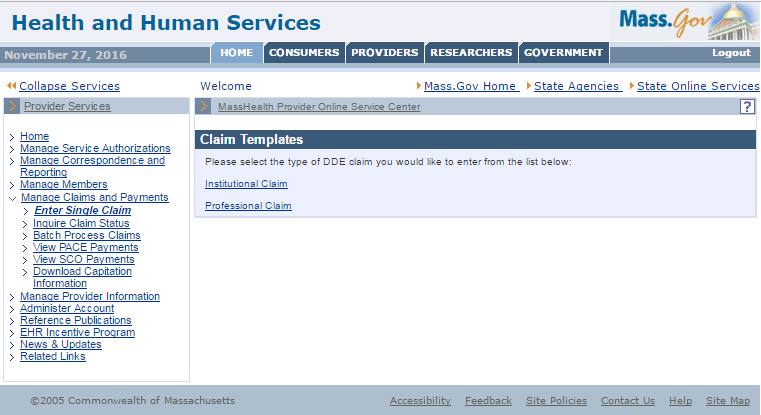 Health and Human Services
Mass.Gov
November 27, 2016
HOME CONSUMERS PROVIDERS RESEARCHERS GOVERNMENT
Logout
Collapse Services
Welcome
Mass.Gov Home State Agencies State Online Services
Provider Services
MassHealth Provider Online Service Center
?
Home
Manage Service Authorizations
Manage Correspondence and
Reporting
Manage Members
Manage Claims and Payments
Enter Single Claim
Inquire Claim Status
Batch Process Claims
View PACE Payments
View SCO Payments
Download Capitation
Information
Manage Provider Information
Administer Account
Reference Publications
EHR Incentive Program
News & Updates
Related Links
Claim Templates
Please select the type of DDE claim you would like to enter from the list below:
Institutional Claim
Professional Claim
©2005 Commonwealth of Massachusetts
Accessibility Feedback Site Policies Contact Us Help Site Map